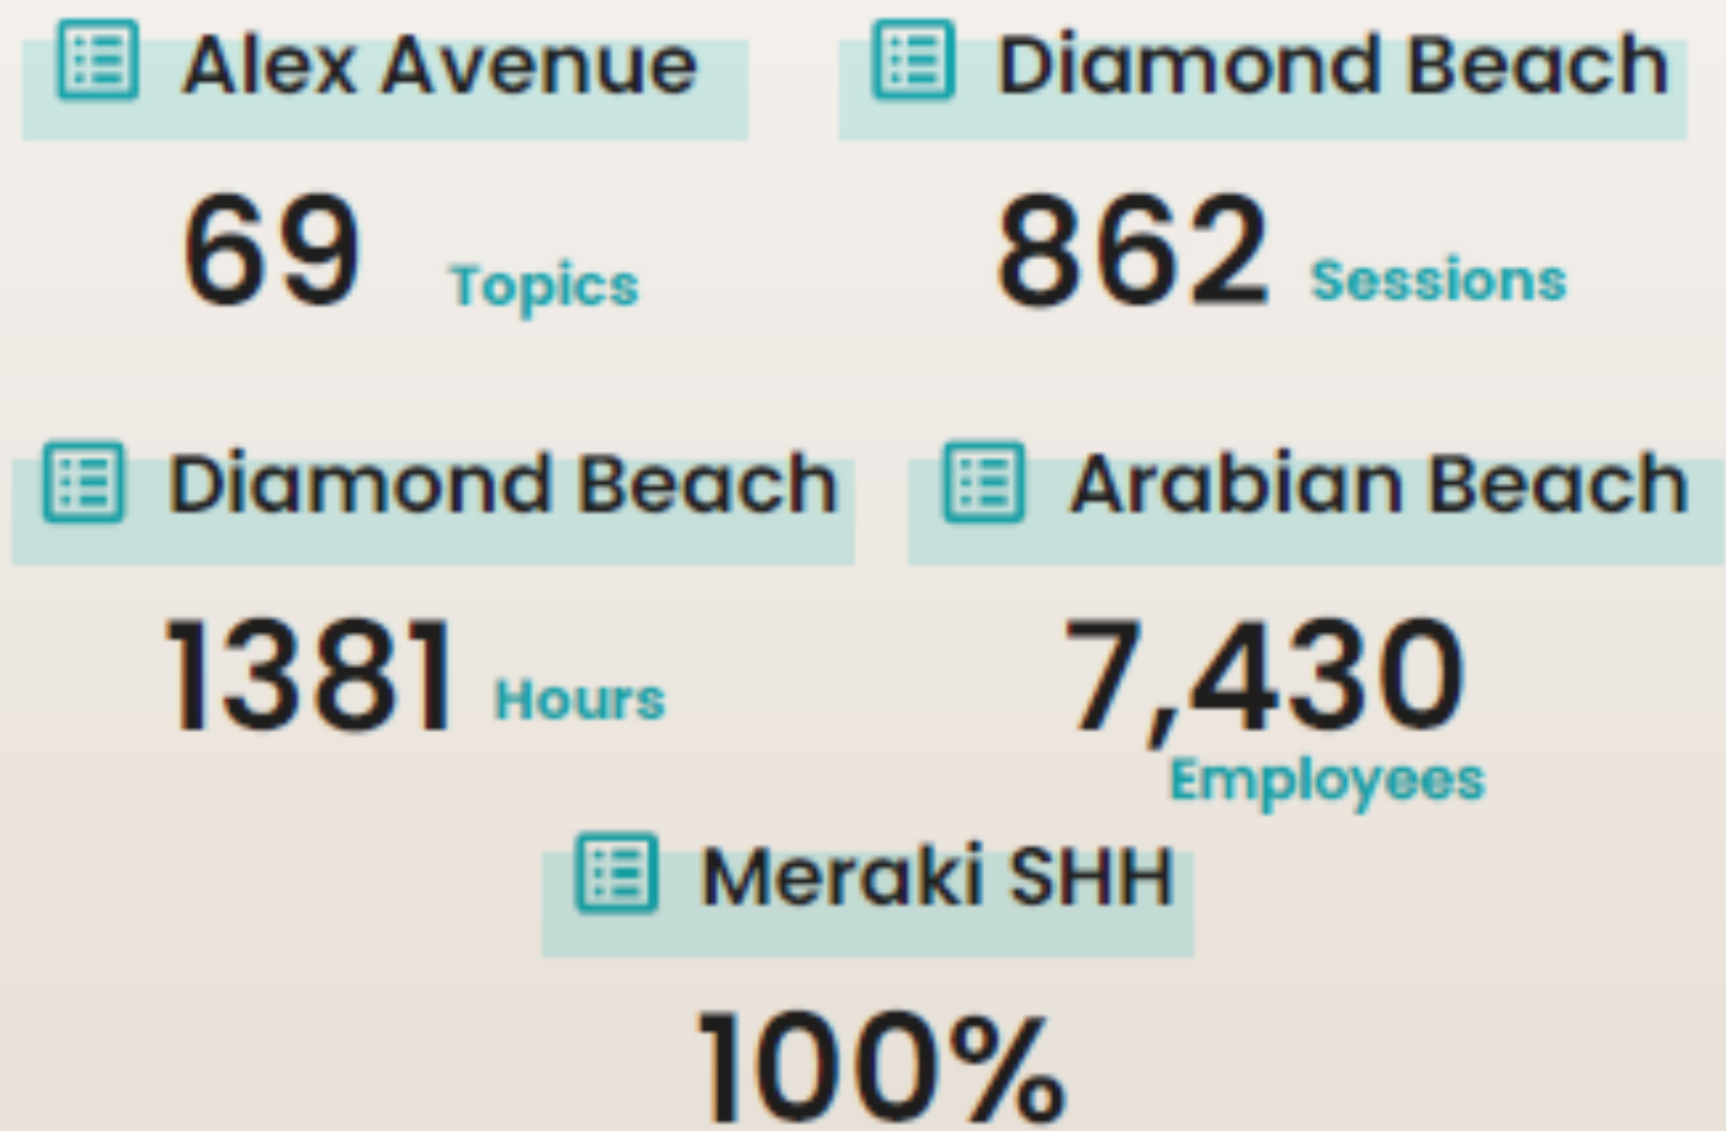 Alex Avenue
Diamond Beach
69 Topics
862 Sessions
Diamond Beach
Arabian Beach
1381 Hours
7,430
Employees
Meraki SHH
100%